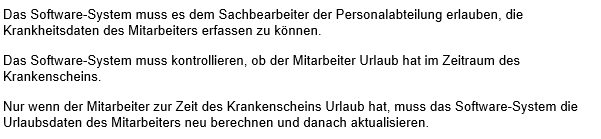 Das Software-System muss es dem Sachbearbeiter der Personalabteilung erlauben, die
Krankheitsdaten des Mitarbeiters erfassen zu können.
Das Software-System muss kontrollieren, ob der Mitarbeiter Urlaub hat im Zeitraum des
Krankenscheins.
Nur wenn der Mitarbeiter zur Zeit des Krankenscheins Urlaub hat, muss das Software-System die
Urlaubsdaten des Mitarbeiters neu berechnen und danach aktualisieren.